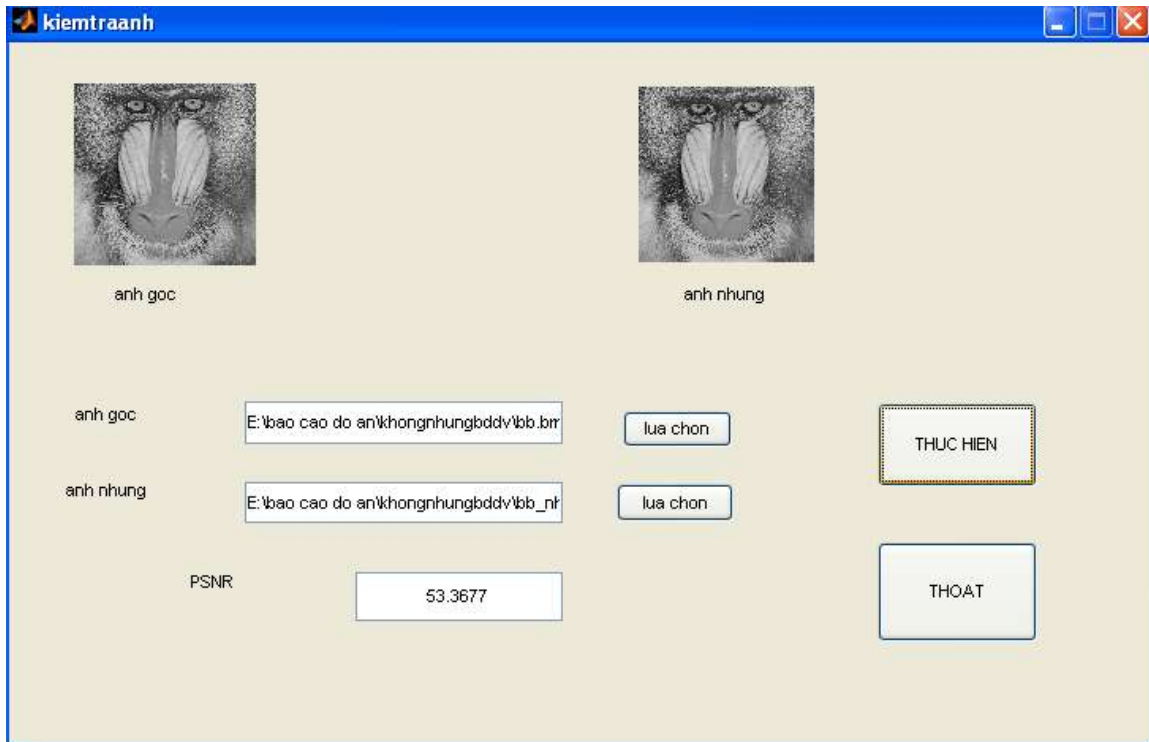 kiemtraanh
anh goc
anh nhung
anh goc
E:\bao cao do an\khongnhungbddv\bb.bm
lua chon
THUC HIEN
anh nhung
E:\bao cao do an\khongnhungbddv\bb_nh
lua chon
PSNR
53.3677
THOAT